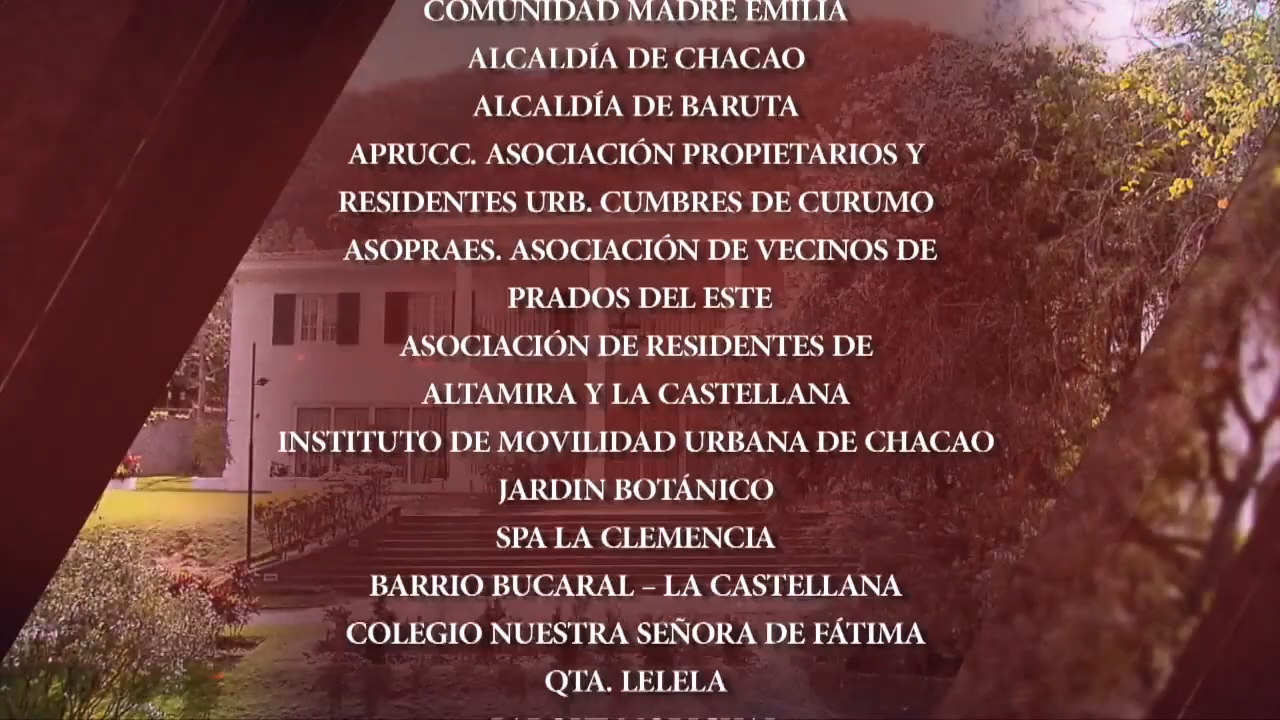 COMUNIDAD MADRE EMILIA
ALCALDÍA DE CHACAO
ALCALDÍA DE BARUTA
APRUCC. ASOCIACIÓN PROPIETARIOS Y
RESIDENTES URB. CUMBRES DE CURUMO
ASOPRAES. ASOCIACIÓN DE VECINOS DE
PRADOS DEL ESTE
ASOCIACIÓN DE RESIDENTES DE
ALTAMIRA Y LA CASTELLANA
INSTITUTO DE MOVILIDAD URBANA DE CHACAO
JARDIN BOTÁNICO
SPA LA CLEMENCIA
BARRIO BUCARAL – LA CASTELLANA
COLEGIO NUESTRA SEÑORA DE FÁTIMA
QTA. LELELA